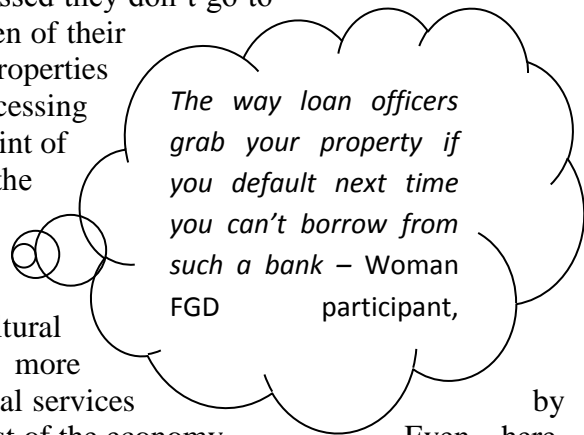 ssed they don't go to
en of their
roperties
cessing
int of
the
The way loan officers
grab your property if
you default next time
you can't borrow from
such a bank – Woman
FGD participant,
tural
more
al services by
st of the economy. Even here